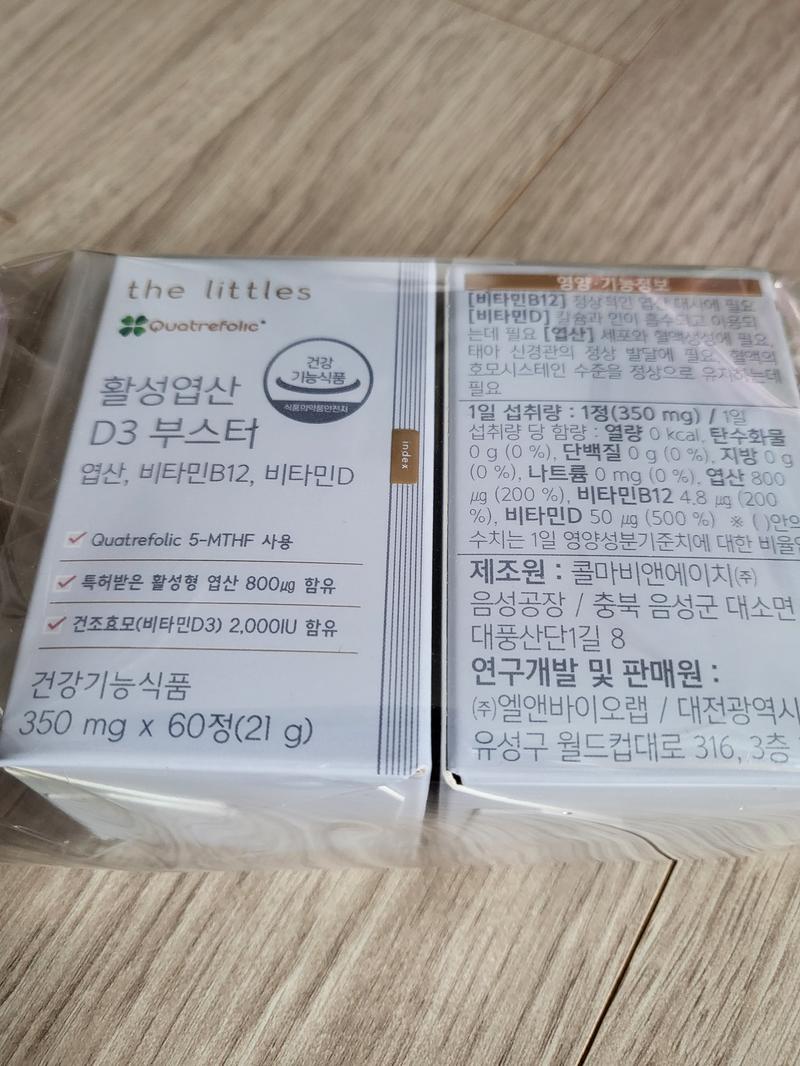 the littles
Quatrefolic
건강
기능식품
식품의약품안전처
활성엽산
D3 부스터
엽산, 비타민B12, 비타민D
index
Quatrefolic 5-MTHF 사용
특허받은 활성형 엽산 800㎍ 함유
건조효모(비타민D3) 2,000IU 함유
건강기능식품
350 mg x 60정(21 g)
영양·기능정보
[비타민B12] 정상적인 엽산 대사에 필요
[비타민D] 칼슘과 인이 흡수되고 이용되
는데 필요 [엽산] 세포와 혈액생성에 필요,
태아 신경관의 정상 발달에 필요, 혈액의
호모시스테인 수준을 정상으로 유지하는데
필요
1일 섭취량 : 1정(350 mg) / 1일
섭취량 당 함량 : 열량 0 kcal, 탄수화물
0 g (0 %), 단백질 0 g (0 %), 지방 0 g
(0 %), 나트륨 0 mg (0 %), 엽산 800
㎍ (200 %), 비타민B12 4.8 ㎍ (200
%), 비타민D 50 ㎍ (500 %) ※ ( )안의
수치는 1일 영양성분기준치에 대한 비율
제조원 : 콜마비앤에이치㈜
음성공장 / 충북 음성군 대소면
대풍산단1길 8
연구개발 및 판매원 :
㈜엘앤바이오랩 / 대전광역시
유성구 월드컵대로 316, 3층